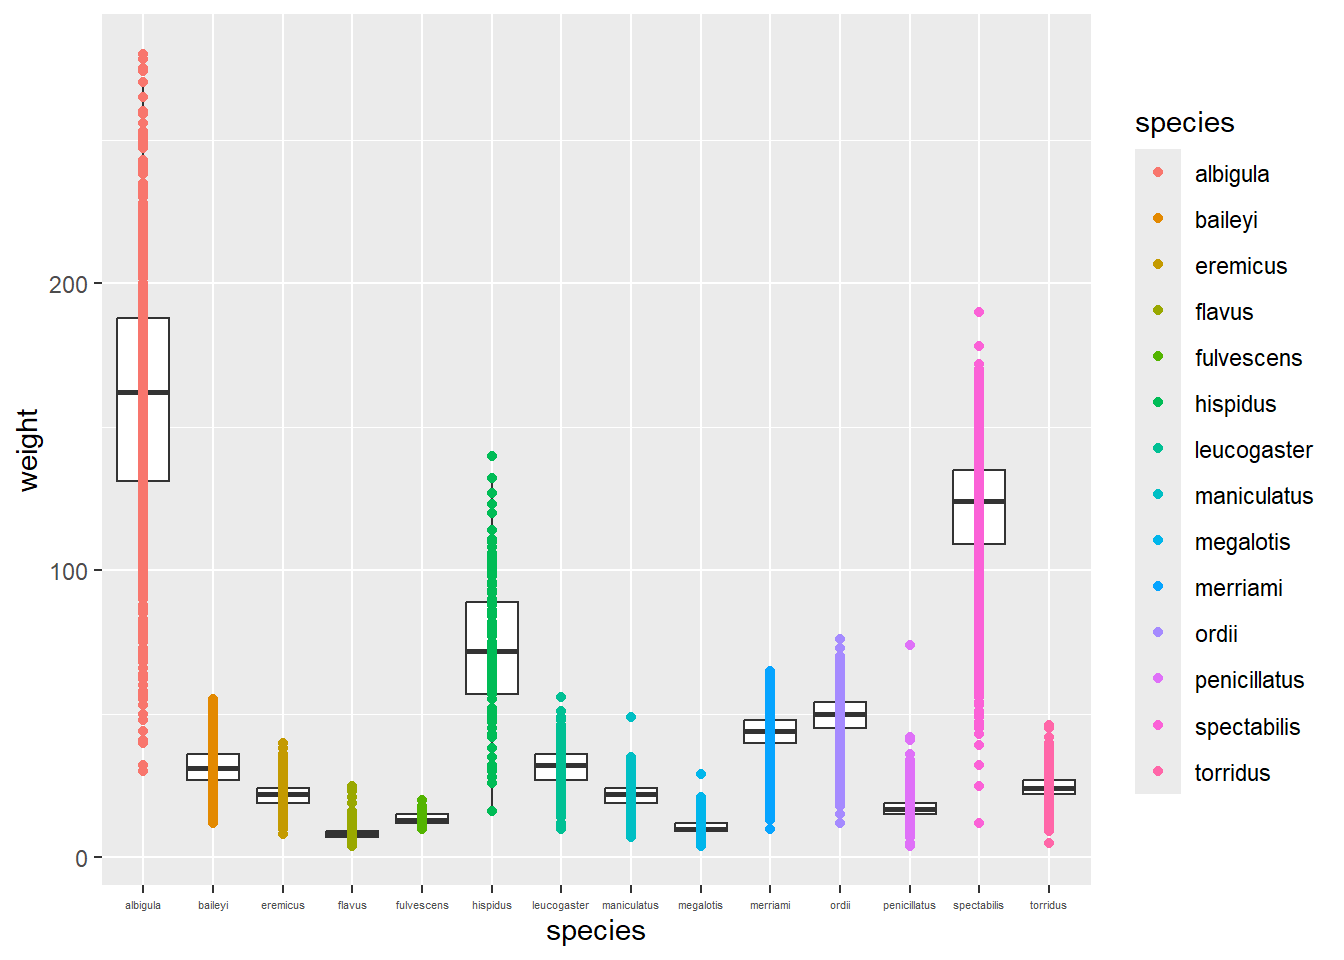 weight
200
100
0
albigula baileyi eremicus flavus fulvescens hispidus leucogaster maniculatus megalotis merriami ordii penicillatus spectabilis torridus
species
species
albigula
baileyi
eremicus
flavus
fulvescens
hispidus
leucogaster
maniculatus
megalotis
merriami
ordii
penicillatus
spectabilis
torridus